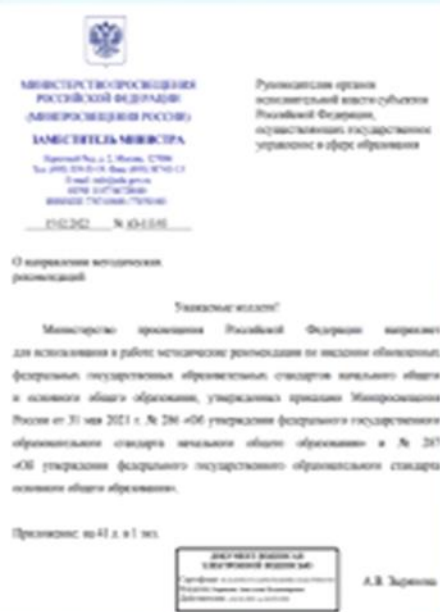 МИНИСТЕРСТВО ПРОСВЕЩЕНИЯ
РОССИЙСКОЙ ФЕДЕРАЦИИ
(МИНПРОСВЕЩЕНИЯ РОССИИ)
ЗАМЕСТИТЕЛЬ МИНИСТРА
Руководителям органов
исполнительной власти субъектов
Российской Федерации,
осуществляющих государственное
управление в сфере образования
О направлении методических
рекомендаций
Уважаемые коллеги!
Министерство просвещения Российской Федерации направляет
для использования в работе методические рекомендации по введению обновленных
федеральных государственных образовательных стандартов начального общего
и основного общего образования, утвержденных приказами Минпросвещения
России от 31 мая 2021 г. № 286 «Об утверждении федерального государственного
образовательного стандарта начального общего образования» и № 287
«Об утверждении федерального государственного образовательного стандарта
основного общего образования».
Приложение: на 41 л. в 1 экз.
ДОКУМЕНТ ПОДПИСАН
ЭЛЕКТРОННОЙ ПОДПИСЬЮ
А.В. Зырянова